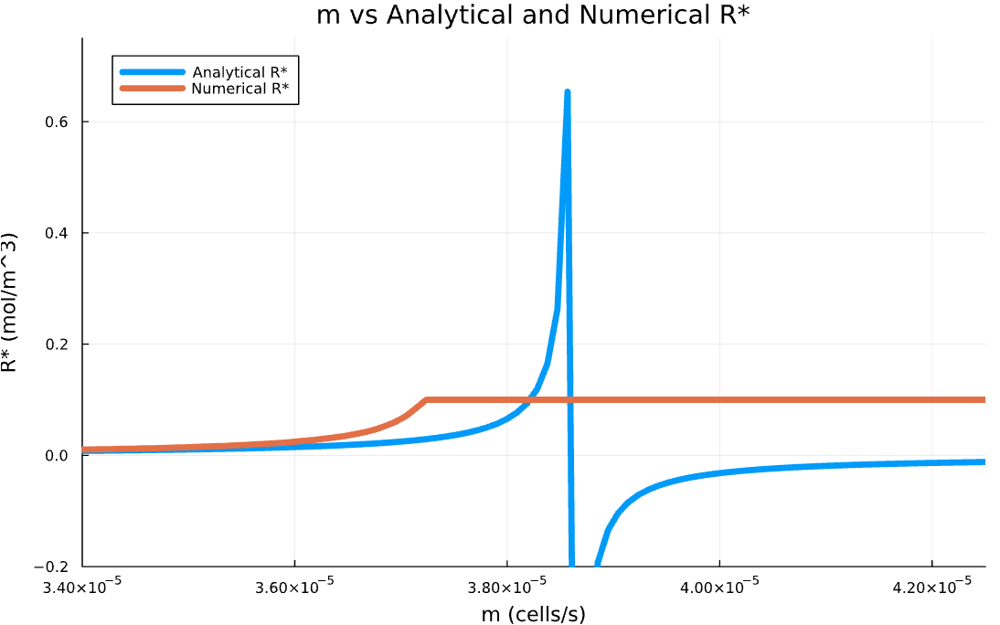 m vs Analytical and Numerical R*
Analytical R*
Numerical R*
R* (mol/m^3)
0.6
0.4
0.2
0.0
−0.2
3.40×10⁻⁵ 3.60×10⁻⁵ 3.80×10⁻⁵ 4.00×10⁻⁵ 4.20×10⁻⁵
m (cells/s)